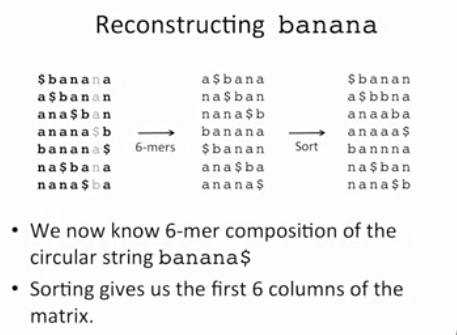 Reconstructing banana
$banana a$bana $banan
a$banan na$ban a$bbna
ana$ban nana$b anaaba
anana$b banana anaaa$
banana$ 6-mers $banan Sort bannna
na$bana ana$ba na$ban
nana$ba anana$ nana$b
• We now know 6-mer composition of the
circular string banana$
• Sorting gives us the first 6 columns of the
matrix.